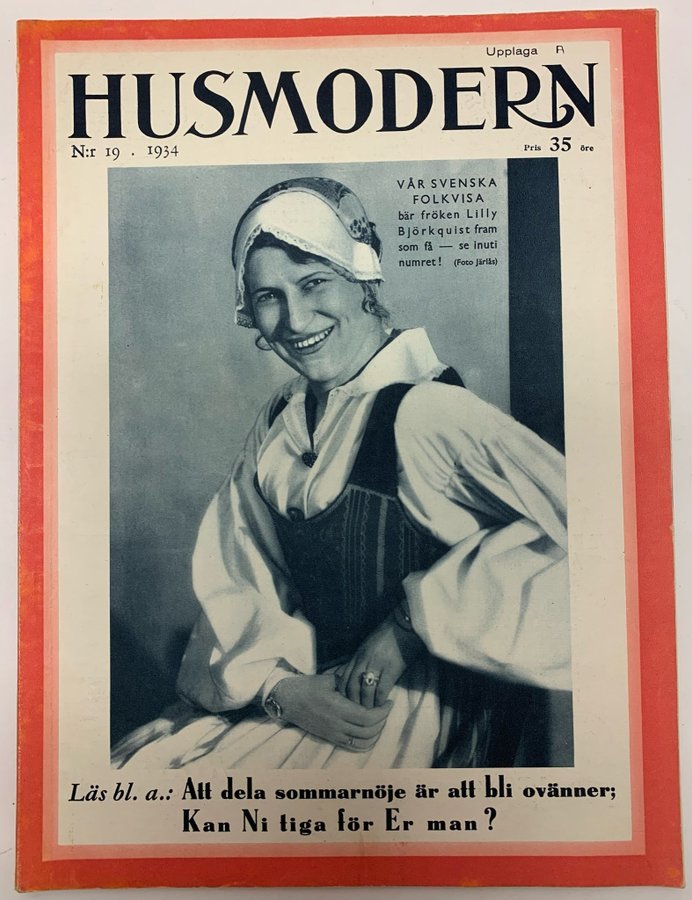 Upplaga A
HUSMODERN
N:r 19 . 1934
Pris 35 öre
VÅR SVENSKA
FOLKVISA
bär fröken Lilly
Björkquist fram
som få — se inuti
numret! (Foto Järlås)
Läs bl. a.: Att dela sommarnöje är att bli ovänner;
Kan Ni tiga för Er man?